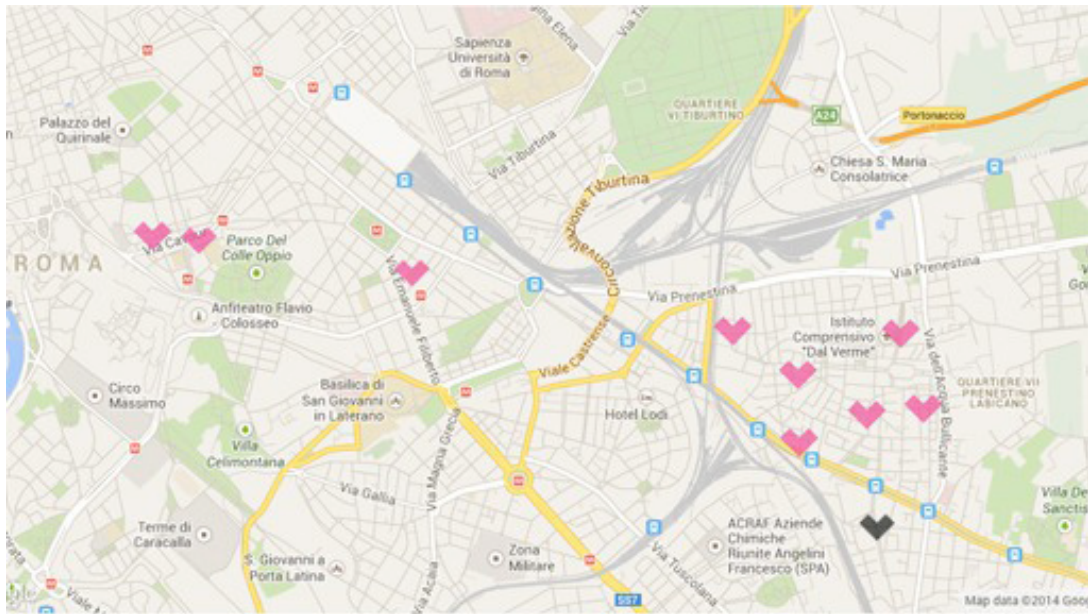 Sapienza
Università
di Roma
QUARTIERE
VI TIBURTINO
A24
Portonaccio
Palazzo del
Quirinale
Via Tiburtina
Chiesa S. Maria
Consolatrice
Circonvallazione Tiburtina
Parco Del
Colle Oppio
ROMA
Via Emanuele Filiberto
Via Prenestina
Via Prenestina
Anfiteatro Flavio
- Colosseo
Istituto
Comprensivo
"Dal Verme"
Viale Castrense
Via dell'Acqua Bullicante
Circo
Massimo
Basilica di
San Giovanni
in Laterano
Hotel Lodi
QUARTIERE VII
PRENESTINO
LABICANO
Villa
Celimontana
Via Magna Grecia
Via Gallia
Terme di
Caracalla
ACRAF Aziende
Chimiche
Riunite Angelini
Francesco (SPA)
Villa De
Sanctis
S. Giovanni a
Porta Latina
Zona
Militare
Via Acaia
Via Tuscolana
SS7
Map data ©2014 Goo